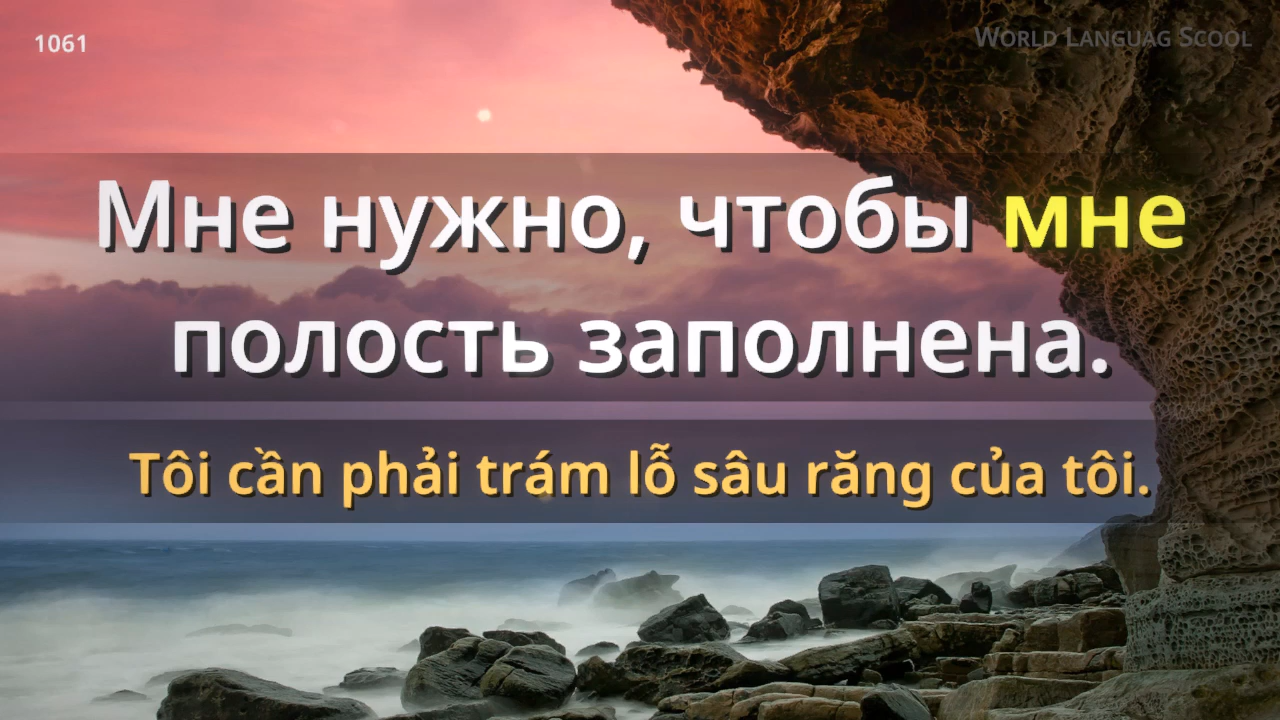 1061
World Languag Scool
Мне нужно, чтобы мне
полость заполнена.
Tôi cần phải trám lỗ sâu răng của tôi.